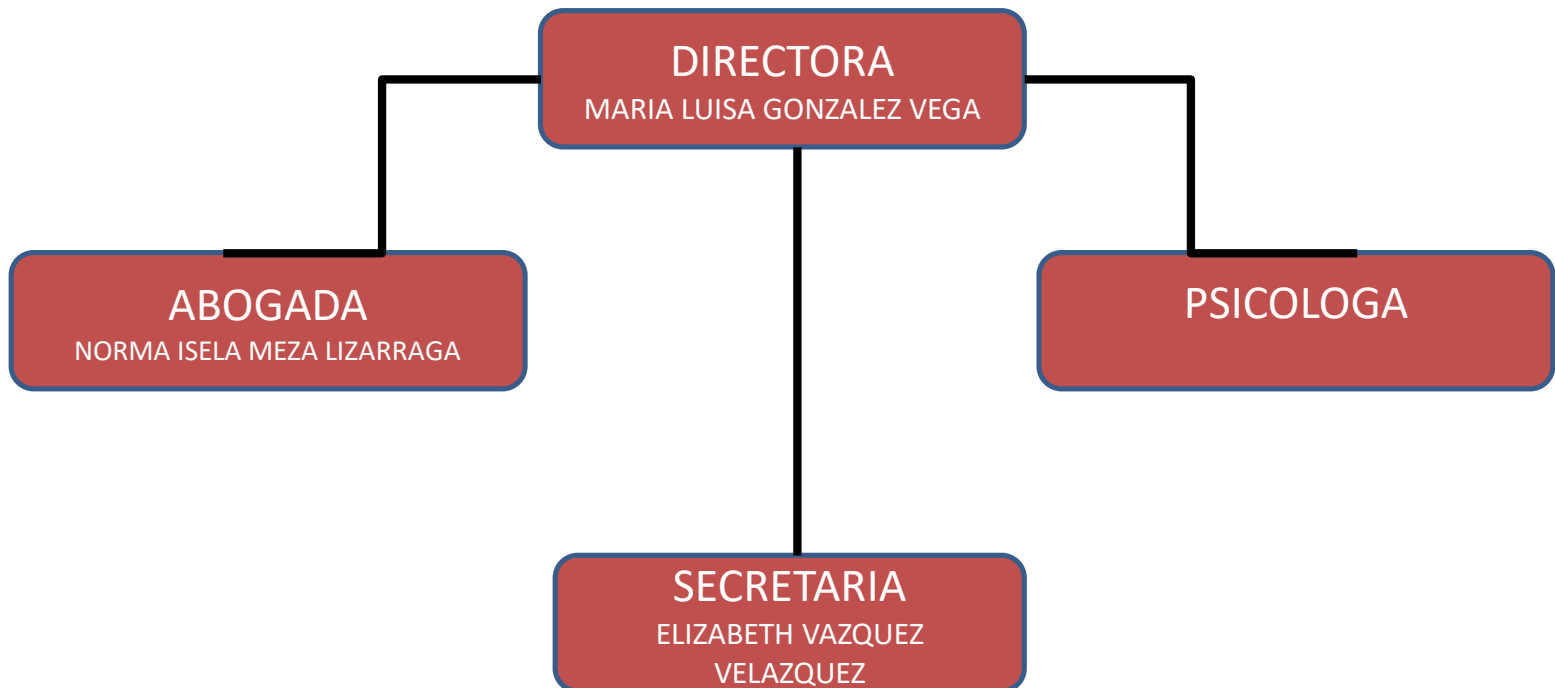 DIRECTORA
MARIA LUISA GONZALEZ VEGA
ABOGADA
NORMA ISELA MEZA LIZARRAGA
PSICOLOGA
SECRETARIA
ELIZABETH VAZQUEZ
VELAZQUEZ